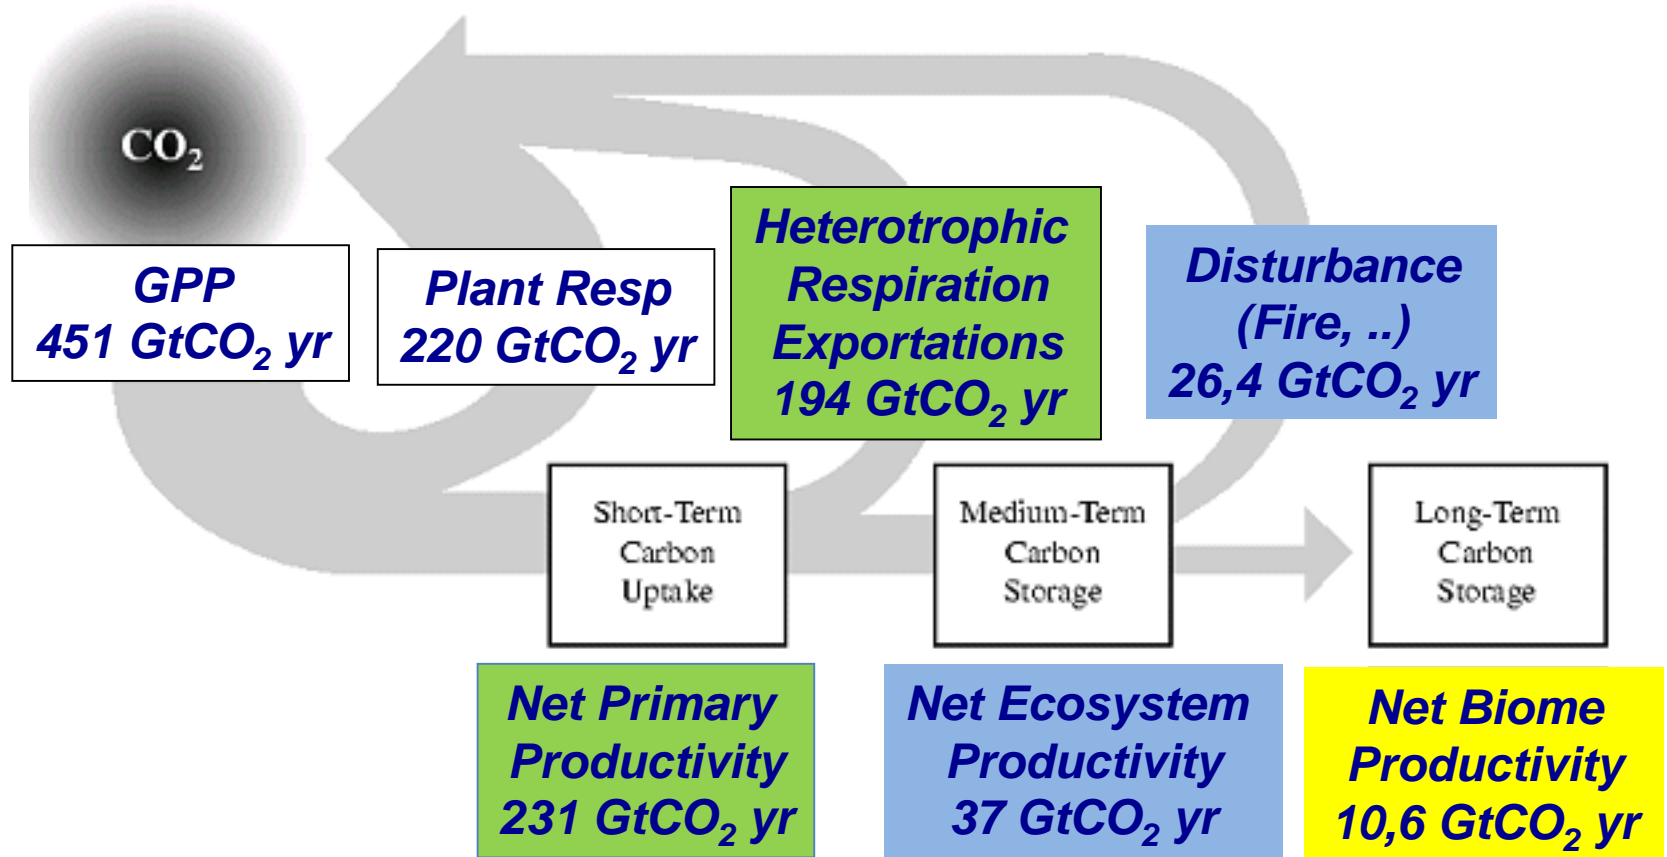 CO₂
GPP
451 GtCO₂ yr
Plant Resp
220 GtCO₂ yr
Heterotrophic
Respiration
Exportations
194 GtCO₂ yr
Disturbance
(Fire, ..)
26,4 GtCO₂ yr
Short-Term
Carbon
Uptake
Medium-Term
Carbon
Storage
Long-Term
Carbon
Storage
Net Primary
Productivity
231 GtCO₂ yr
Net Ecosystem
Productivity
37 GtCO₂ yr
Net Biome
Productivity
10,6 GtCO₂ yr